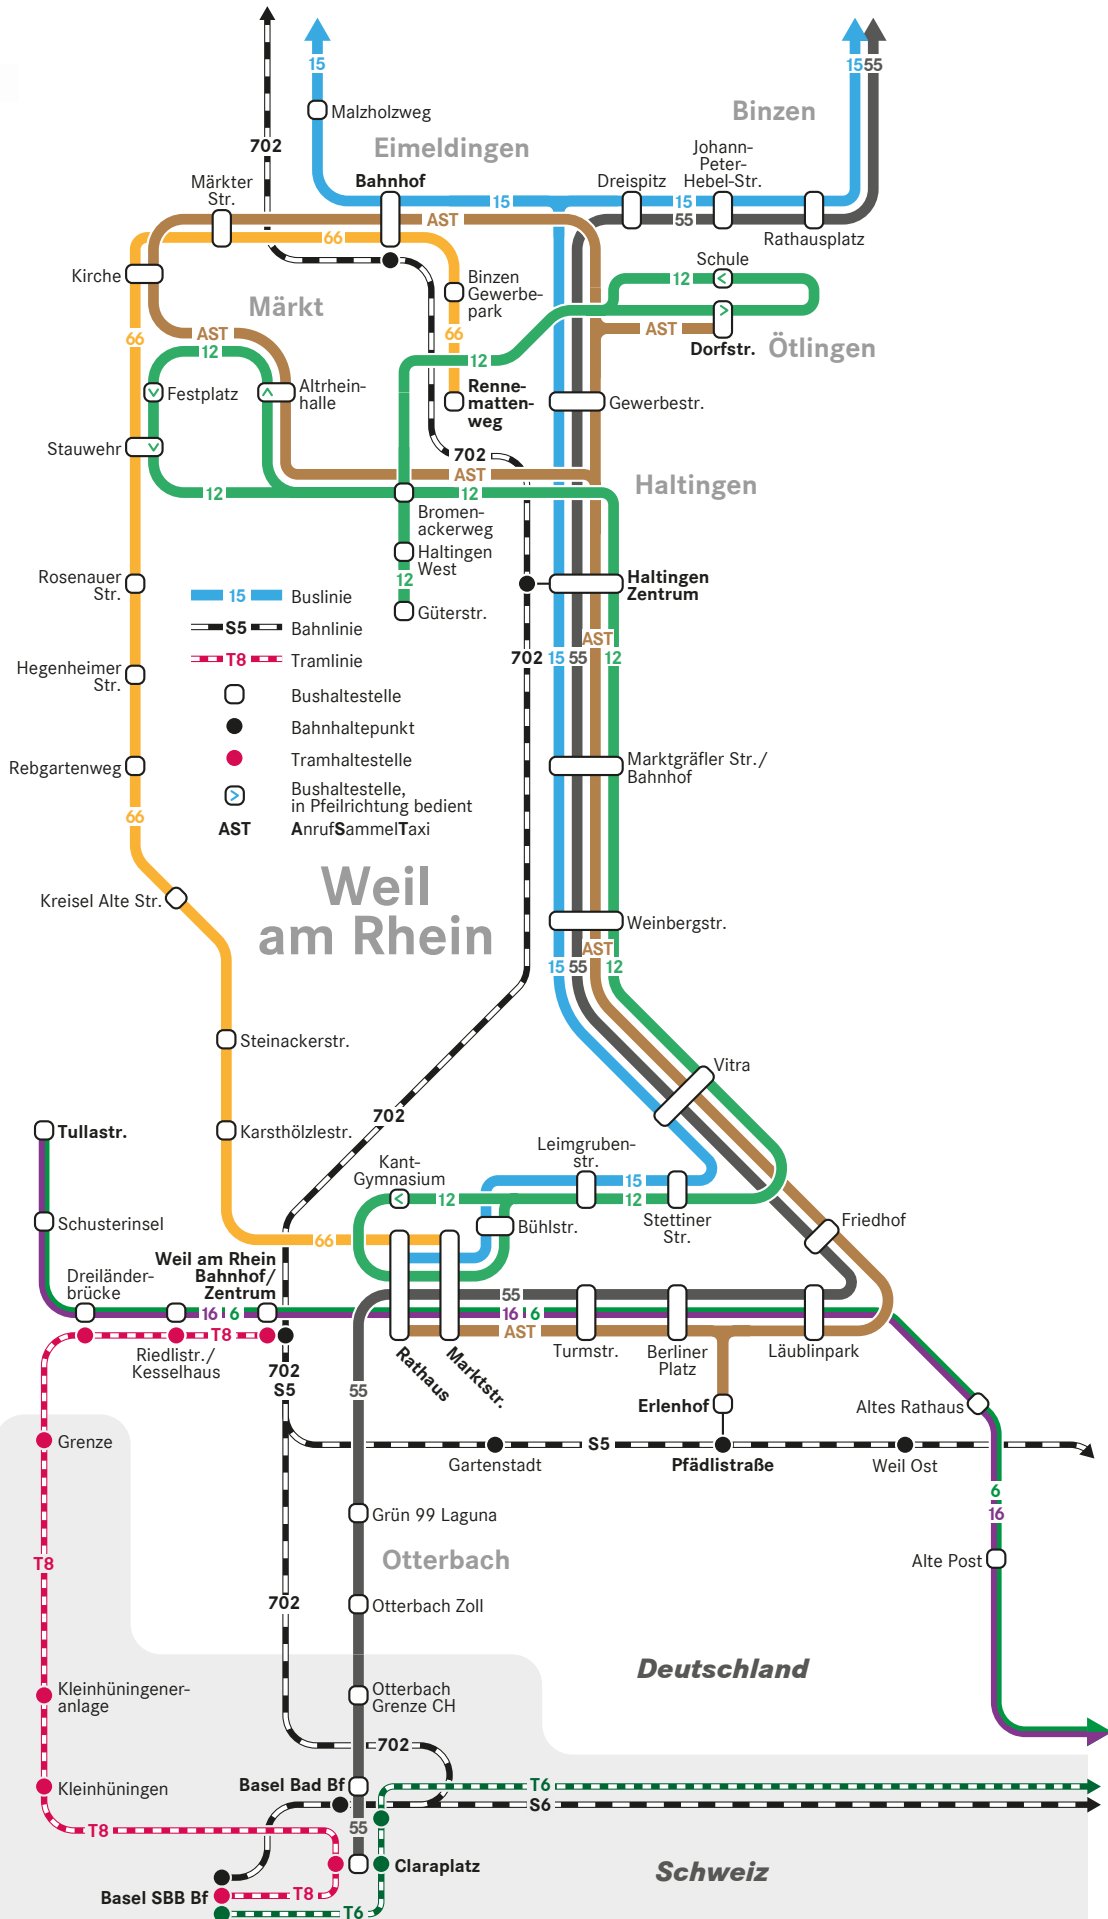 15
15
55
Malzholzweg
Binzen
702
Eimeldingen
Johann-
Peter-
Hebel-Str.
Märkter
Str.
Bahnhof
Dreispitz
15
15
AST
55
66
Rathausplatz
Schule
Kirche
12
Binzen
Gewerbe-
park
Märkt
66
AST
66
AST
12
12
Dorfstr.
Ötlingen
Festplatz
Altrhein-
halle
Renne-
matten-
weg
Gewerbestr.
Stauwehr
702
AST
Haltingen
12
12
Bromen-
ackerweg
Haltingen
West
12
Güterstr.
Rosenauer
Str.
Haltingen
Zentrum
15
Buslinie
S5
Bahnlinie
T8
Tramlinie
Bushaltestelle
Bahnhaltepunkt
Tramhaltestelle
Bushaltestelle,
in Pfeilrichtung bedient
AST
AnrufSammelTaxi
AST
702
15
55
12
Hegenheimer
Str.
Rebgartenweg
Marktgräfler Str./
Bahnhof
66
Weil
am Rhein
Kreisel Alte Str.
Weinbergstr.
AST
15
55
12
Steinackerstr.
Vitra
702
Tullastr.
Karsthölzlestr.
Leimgruben-
str.
Kant-
Gymnasium
15
12
12
Schusterinsel
Bühlstr.
Stettiner
Str.
Friedhof
66
Weil am Rhein
Bahnhof/
Zentrum
Dreiländer-
brücke
55
16
6
16
6
T8
AST
Riedlistr./
Kesselhaus
Turmstr.
Berliner
Platz
Läublinpark
Rathaus
Marktstr.
702
S5
55
Erlenhof
Altes Rathaus
Grenze
S5
Gartenstadt
Pfädlistraße
Weil Ost
6
16
Grün 99 Laguna
T8
Otterbach
Alte Post
702
Otterbach Zoll
Deutschland
Kleinhüningener-
anlage
Otterbach
Grenze CH
702
Kleinhüningen
Basel Bad Bf
T6
S6
T8
55
Claraplatz
Schweiz
Basel SBB Bf
T8
T6